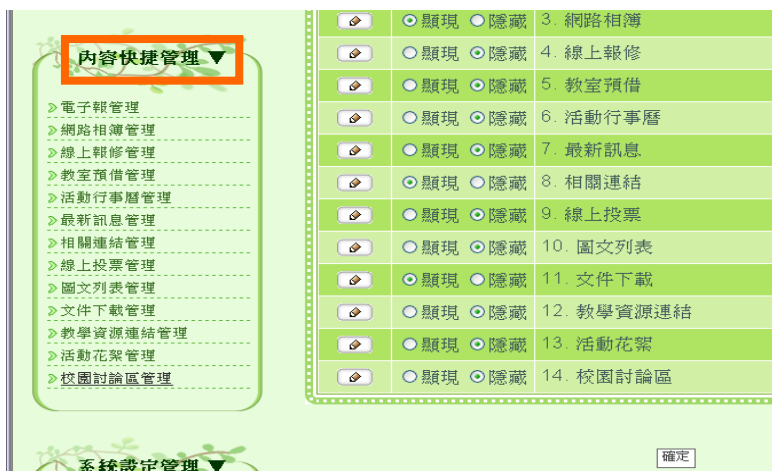 內容快捷管理 ▼
電子報管理
網路相簿管理
線上報修管理
教室預借管理
活動行事曆管理
最新訊息管理
相關連結管理
線上投票管理
圖文列表管理
文件下載管理
教學資源連結管理
活動花絮管理
校園討論區管理
系統設定管理 ▼
顯現 隱藏 3. 網路相簿
顯現 隱藏 4. 線上報修
顯現 隱藏 5. 教室預借
顯現 隱藏 6. 活動行事曆
顯現 隱藏 7. 最新訊息
顯現 隱藏 8. 相關連結
顯現 隱藏 9. 線上投票
顯現 隱藏 10. 圖文列表
顯現 隱藏 11. 文件下載
顯現 隱藏 12. 教學資源連結
顯現 隱藏 13. 活動花絮
顯現 隱藏 14. 校園討論區
確定